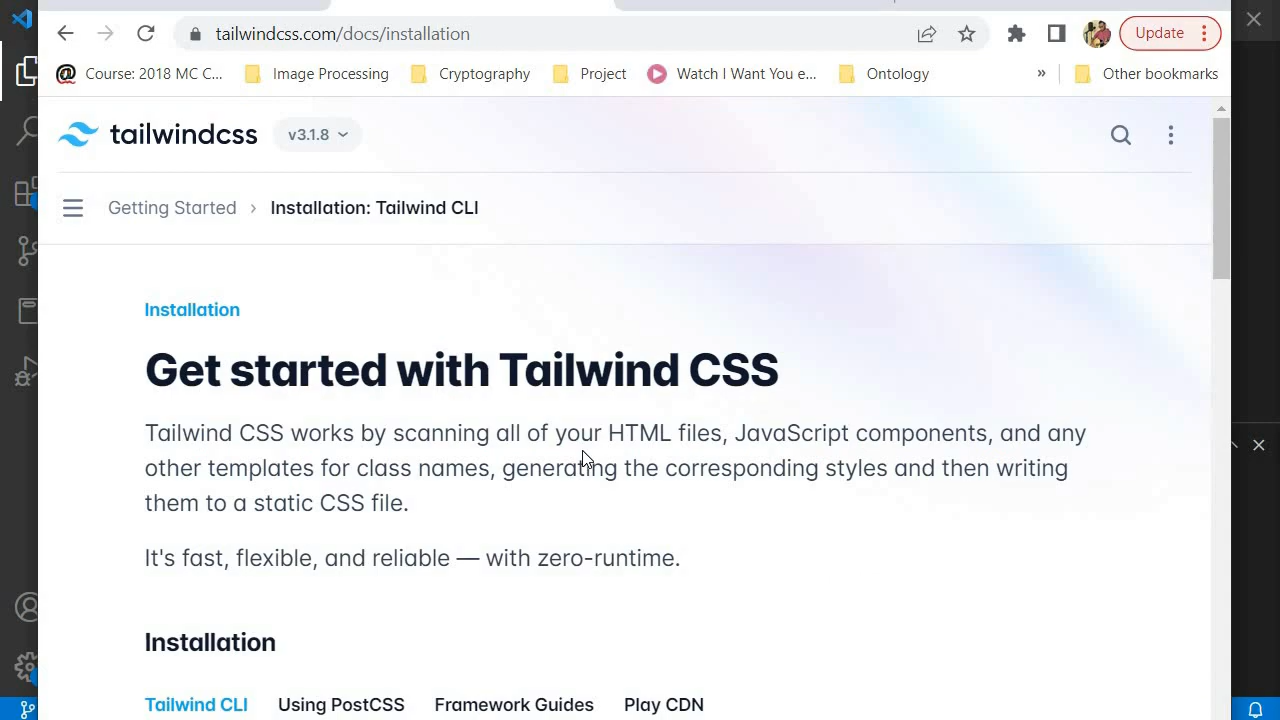 tailwindcss.com/docs/installation
Update
Course: 2018 MC C...
Image Processing
Cryptography
Project
Watch I Want You e...
Ontology
»
Other bookmarks
tailwindcss
v3.1.8
Getting Started › Installation: Tailwind CLI
Installation
Get started with Tailwind CSS
Tailwind CSS works by scanning all of your HTML files, JavaScript components, and any
other templates for class names, generating the corresponding styles and then writing
them to a static CSS file.
It's fast, flexible, and reliable — with zero-runtime.
Installation
Tailwind CLI
Using PostCSS
Framework Guides
Play CDN